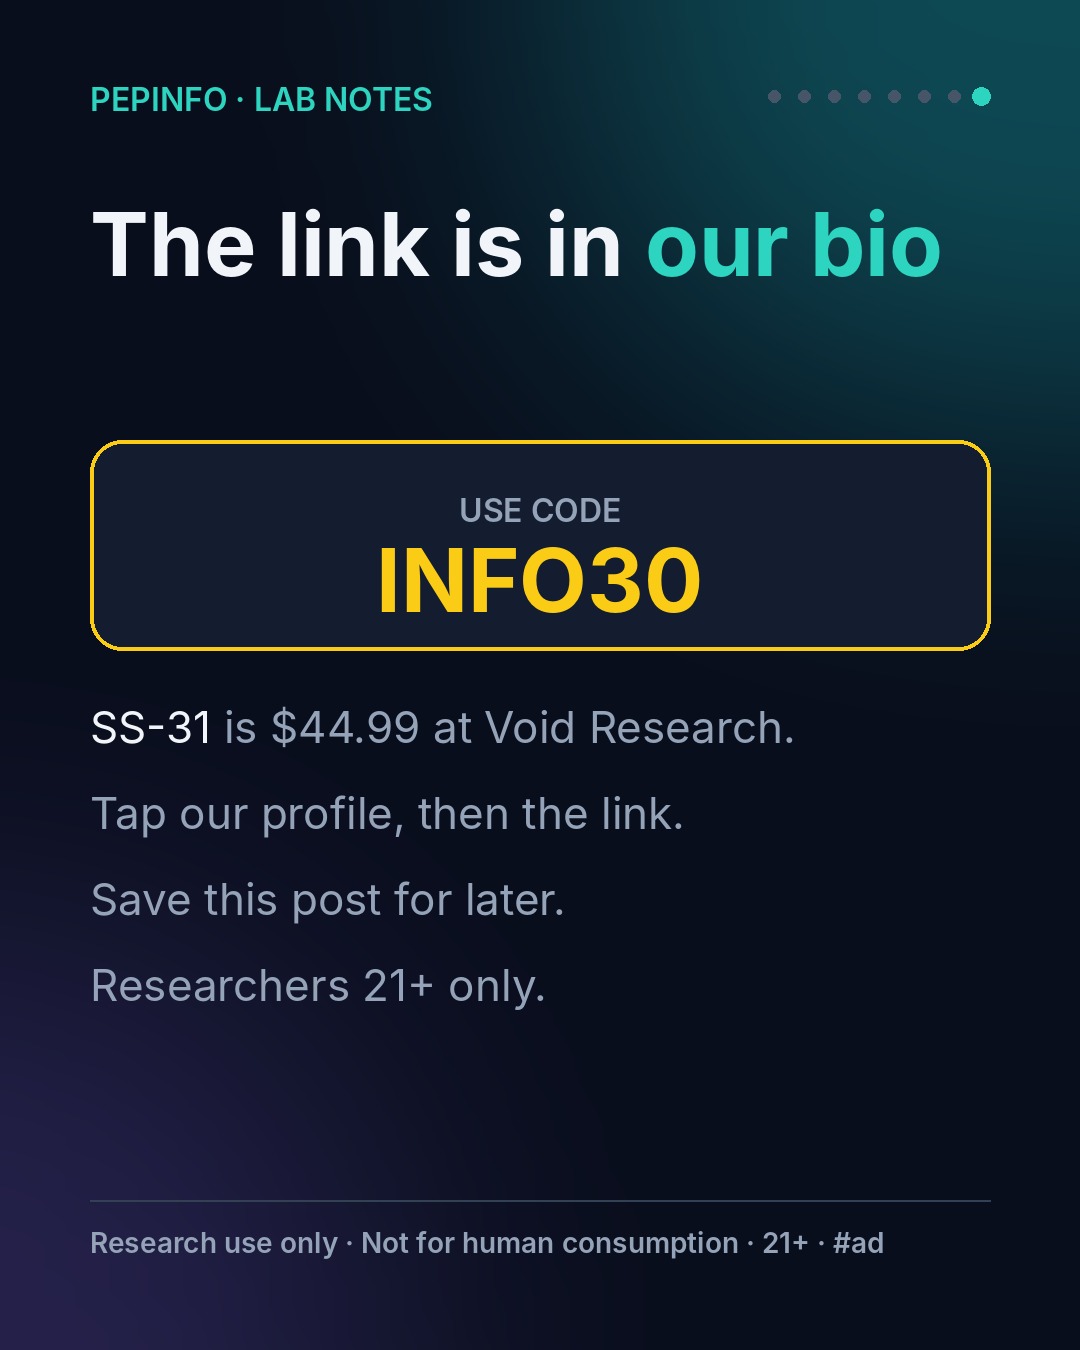 PEPINFO · LAB NOTES
The link is in our bio
USE CODE
INFO30
SS-31 is $44.99 at Void Research.
Tap our profile, then the link.
Save this post for later.
Researchers 21+ only.
Research use only · Not for human consumption · 21+ · #ad